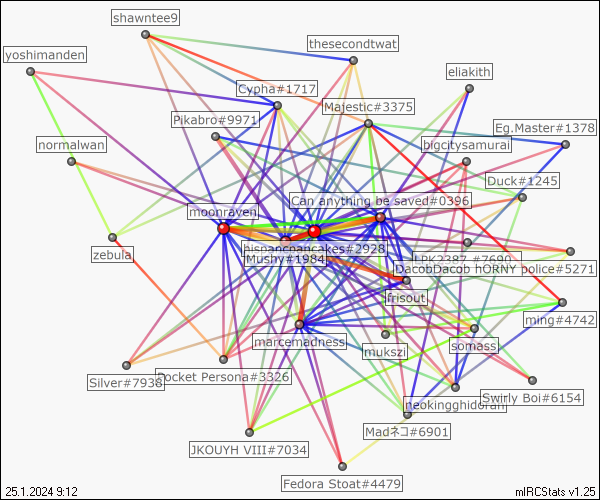 shawntee9
thesecondtwat
yoshimanden
eliakith
Cypha#1717
Majestic#3375
Pikabro#9971
Eg.Master#1378
normalwan
bigcitysamurai
Duck#1245
Can anything be saved#0396
moonraven
hispancpancakes#2928
zebula
Mushy#1984
LPK2387 #7690
DacobDacob hORNY police#5271
frisout
ming#4742
marcemadness
sornass
mukszi
Pocket Persona#3326
Silver#7938
Swirly Boi#6154
neokingghidorah
Madネコ#6901
JKOUYH VIII#7034
Fedora Stoat#4479
25.1.2024 9:12
mIRCStats v1.25